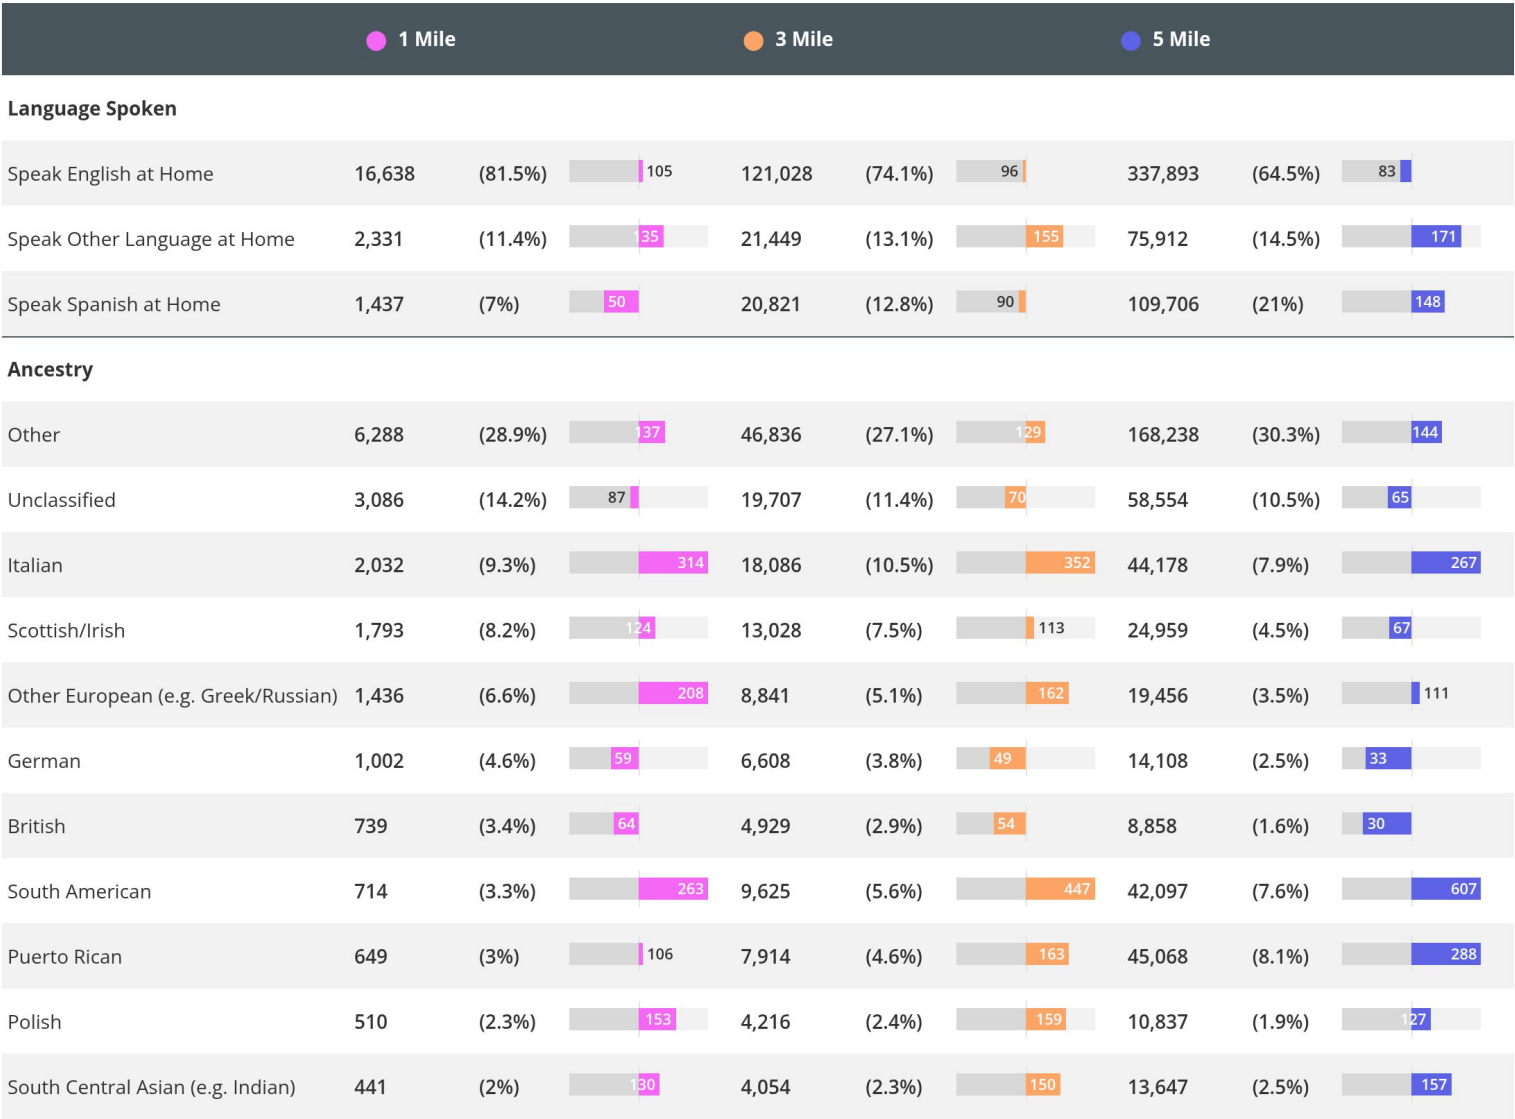 1 Mile 3 Mile 5 Mile
Language Spoken
Speak English at Home 16,638 (81.5%) 105 121,028 (74.1%) 96 337,893 (64.5%) 83
Speak Other Language at Home 2,331 (11.4%) 135 21,449 (13.1%) 155 75,912 (14.5%) 171
Speak Spanish at Home 1,437 (7%) 50 20,821 (12.8%) 90 109,706 (21%) 148
Ancestry
Other 6,288 (28.9%) 137 46,836 (27.1%) 129 168,238 (30.3%) 144
Unclassified 3,086 (14.2%) 87 19,707 (11.4%) 70 58,554 (10.5%) 65
Italian 2,032 (9.3%) 314 18,086 (10.5%) 352 44,178 (7.9%) 267
Scottish/Irish 1,793 (8.2%) 124 13,028 (7.5%) 113 24,959 (4.5%) 67
Other European (e.g. Greek/Russian) 1,436 (6.6%) 208 8,841 (5.1%) 162 19,456 (3.5%) 111
German 1,002 (4.6%) 59 6,608 (3.8%) 49 14,108 (2.5%) 33
British 739 (3.4%) 64 4,929 (2.9%) 54 8,858 (1.6%) 30
South American 714 (3.3%) 263 9,625 (5.6%) 447 42,097 (7.6%) 607
Puerto Rican 649 (3%) 106 7,914 (4.6%) 163 45,068 (8.1%) 288
Polish 510 (2.3%) 153 4,216 (2.4%) 159 10,837 (1.9%) 127
South Central Asian (e.g. Indian) 441 (2%) 130 4,054 (2.3%) 150 13,647 (2.5%) 157